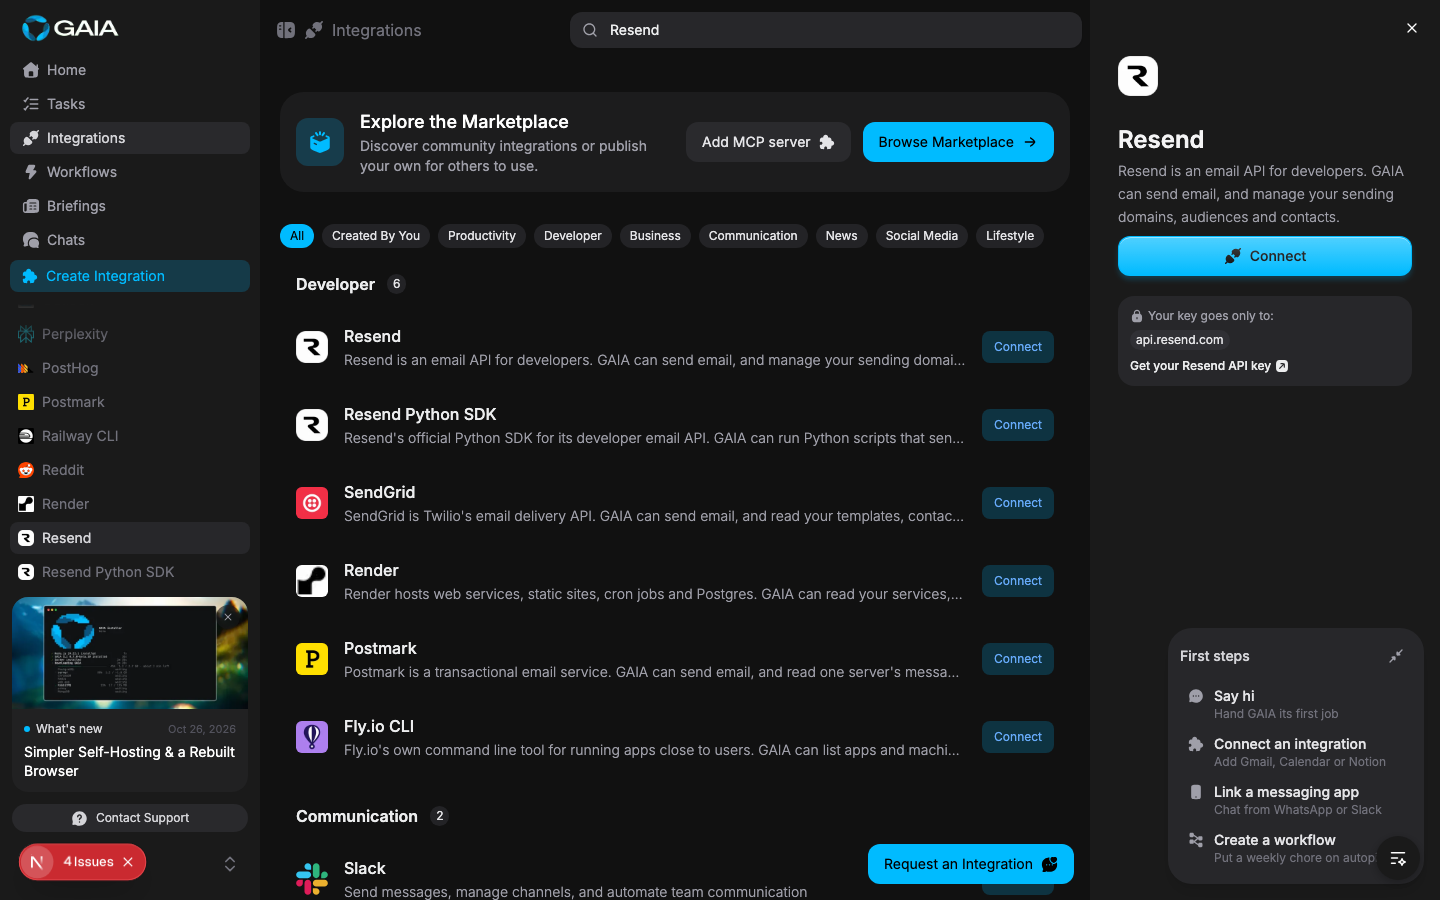 GAIA
Home
Tasks
Integrations
Workflows
Briefings
Chats
Create Integration
Perplexity
PostHog
Postmark
Railway CLI
Reddit
Render
Resend
Resend Python SDK
What's new
Oct 26, 2026
Simpler Self-Hosting & a Rebuilt
Browser
Contact Support
4 Issues
Integrations
Resend
Explore the Marketplace
Discover community integrations or publish
your own for others to use.
Add MCP server
Browse Marketplace
All
Created By You
Productivity
Developer
Business
Communication
News
Social Media
Lifestyle
Developer 6
Resend
Resend is an email API for developers. GAIA can send email, and manage your sending domai...
Connect
Resend Python SDK
Resend's official Python SDK for its developer email API. GAIA can run Python scripts that sen...
Connect
SendGrid
SendGrid is Twilio's email delivery API. GAIA can send email, and read your templates, contac...
Connect
Render
Render hosts web services, static sites, cron jobs and Postgres. GAIA can read your services,...
Connect
Postmark
Postmark is a transactional email service. GAIA can send email, and read one server's messa...
Connect
Fly.io CLI
Fly.io's own command line tool for running apps close to users. GAIA can list apps and machi...
Connect
Communication 2
Slack
Send messages, manage channels, and automate team communication
Request an Integration
Resend
Resend is an email API for developers. GAIA
can send email, and manage your sending
domains, audiences and contacts.
Connect
Your key goes only to:
api.resend.com
Get your Resend API key
First steps
Say hi
Hand GAIA its first job
Connect an integration
Add Gmail, Calendar or Notion
Link a messaging app
Chat from WhatsApp or Slack
Create a workflow
Put a weekly chore on autop